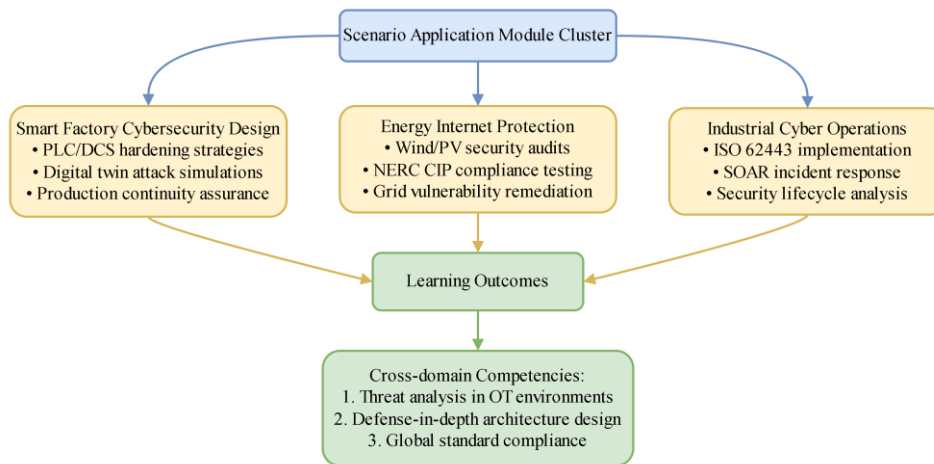 Scenario Application Module Cluster
Smart Factory Cybersecurity Design
• PLC/DCS hardening strategies
• Digital twin attack simulations
• Production continuity assurance
Energy Internet Protection
• Wind/PV security audits
• NERC CIP compliance testing
• Grid vulnerability remediation
Industrial Cyber Operations
• ISO 62443 implementation
• SOAR incident response
• Security lifecycle analysis
Learning Outcomes
Cross-domain Competencies:
1. Threat analysis in OT environments
2. Defense-in-depth architecture design
3. Global standard compliance